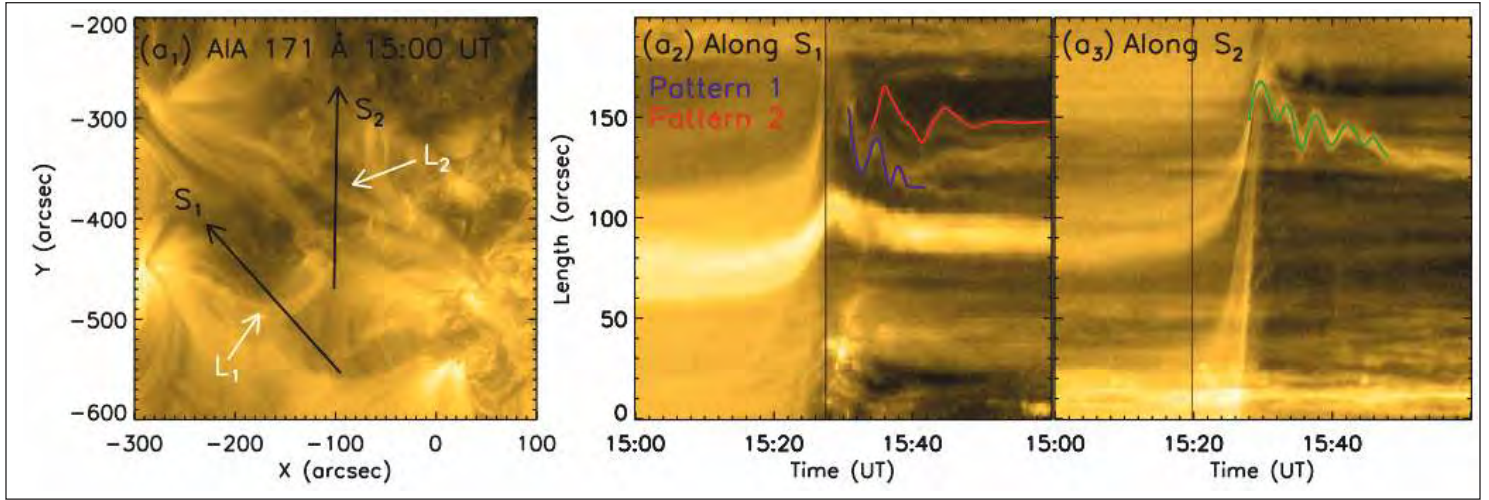 (a₁) AIA 171 Å 15:00 UT
S₂
L₂
S₁
L₁
-200
-300
-400
-500
-600
Y (arcsec)
-300 -200 -100 0 100
X (arcsec)
(a₂) Along S₁
Pattern 1
Pattern 2
150
100
50
0
Length (arcsec)
15:00 15:20 15:40
Time (UT)
(a₃) Along S₂
15:00 15:20 15:40
Time (UT)